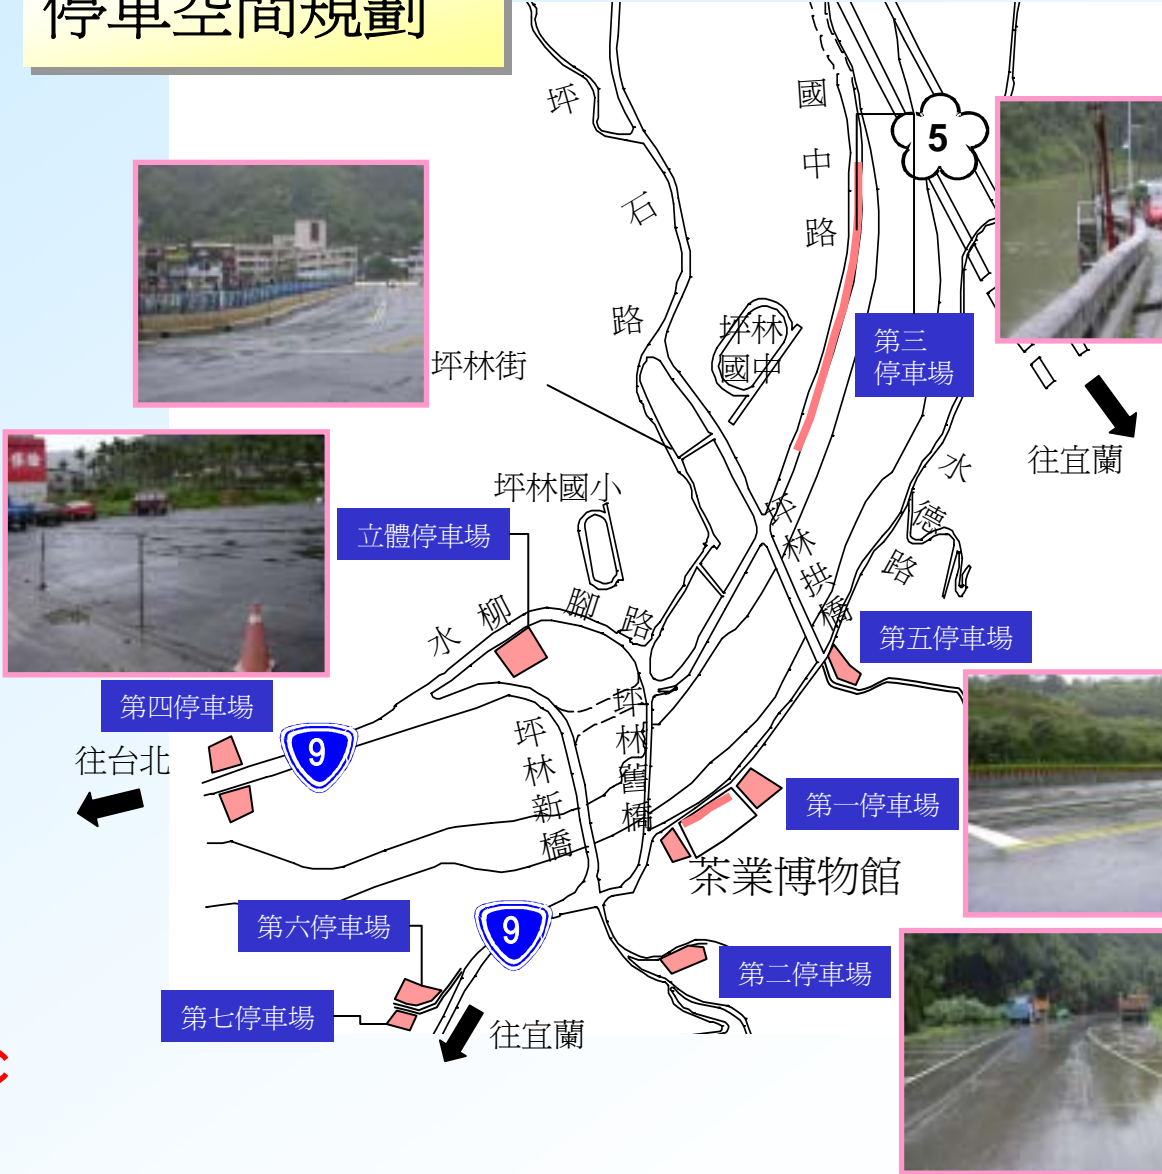 停車空間規劃
坪石路
國中路
5
坪林
國中
第三
停車場
坪林街
往宜蘭
水德路
坪林國小
立體停車場
坪林拱橋
水柳腳路
第五停車場
第四停車場
9
往台北
坪林新橋
坪林舊橋
第一停車場
茶業博物館
第六停車場
9
第二停車場
第七停車場
往宜蘭